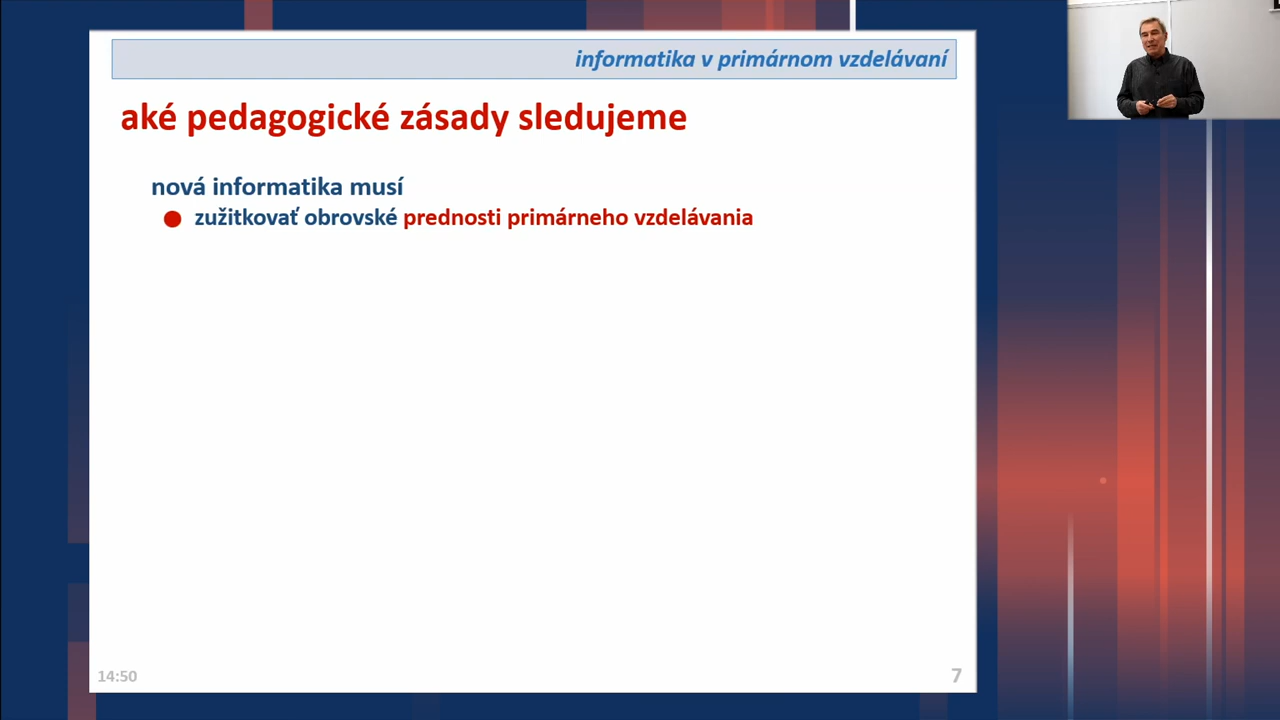 informatika v primárnom vzdelávaní
aké pedagogické zásady sledujeme
nová informatika musí
zužitkovať obrovské prednosti primárneho vzdelávania
14:50
7